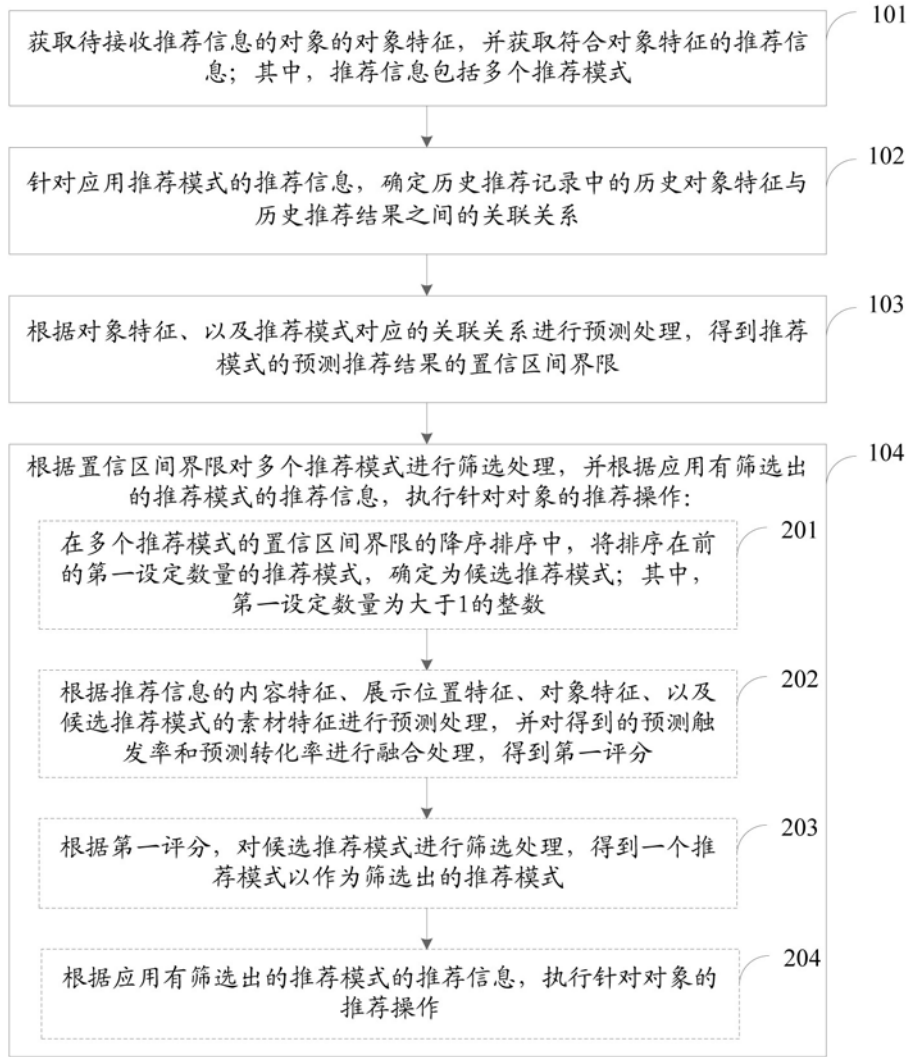 101
获取待接收推荐信息的对象的对象特征，并获取符合对象特征的推荐信
息；其中，推荐信息包括多个推荐模式
102
针对应用推荐模式的推荐信息，确定历史推荐记录中的历史对象特征与
历史推荐结果之间的关联关系
103
根据对象特征、以及推荐模式对应的关联关系进行预测处理，得到推荐
模式的预测推荐结果的置信区间界限
104
根据置信区间界限对多个推荐模式进行筛选处理，并根据应用有筛选出
的推荐模式的推荐信息，执行针对对象的推荐操作：
201
在多个推荐模式的置信区间界限的降序排序中，将排序在前
的第一设定数量的推荐模式，确定为候选推荐模式；其中，
第一设定数量为大于1的整数
202
根据推荐信息的内容特征、展示位置特征、对象特征、以及
候选推荐模式的素材特征进行预测处理，并对得到的预测触
发率和预测转化率进行融合处理，得到第一评分
203
根据第一评分，对候选推荐模式进行筛选处理，得到一个推
荐模式以作为筛选出的推荐模式
204
根据应用有筛选出的推荐模式的推荐信息，执行针对对象的
推荐操作